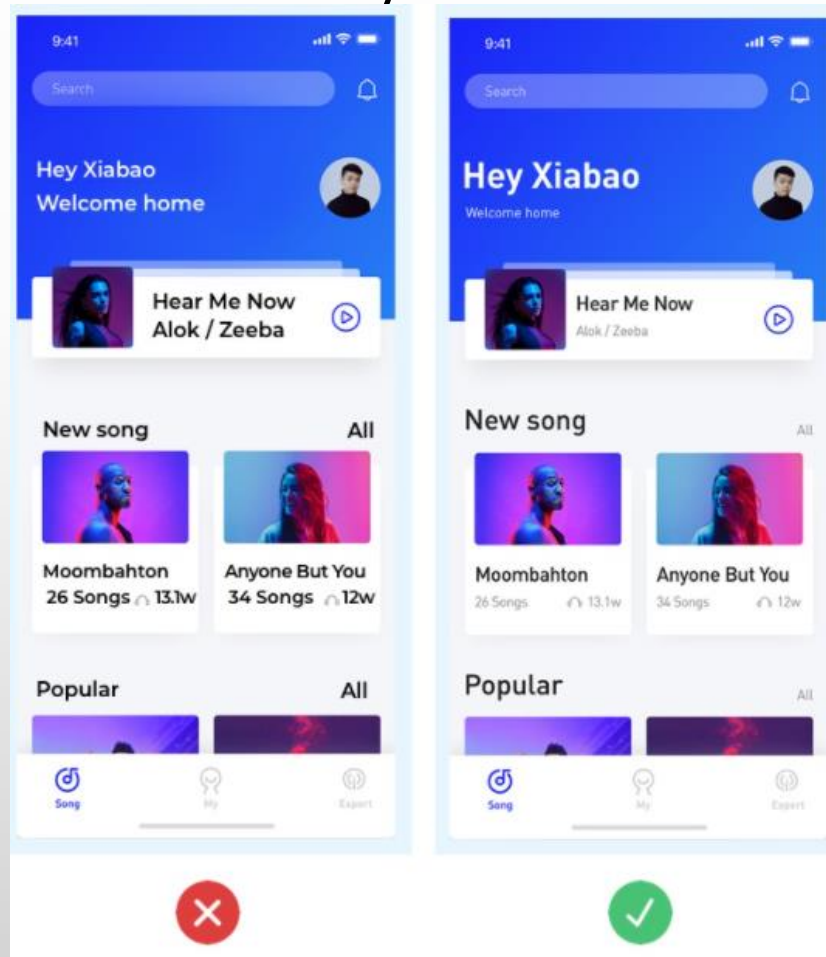 9:41
Search
Hey Xiabao
Welcome home
Hear Me Now
Alok / Zeeba
New song All
Moombahton Anyone But You
26 Songs 13.1w 34 Songs 12w
Popular All
Song My Expert
9:41
Search
Hey Xiabao
Welcome home
Hear Me Now
Alok / Zeeba
New song All
Moombahton Anyone But You
26 Songs 13.1w 34 Songs 12w
Popular All
Song My Expert